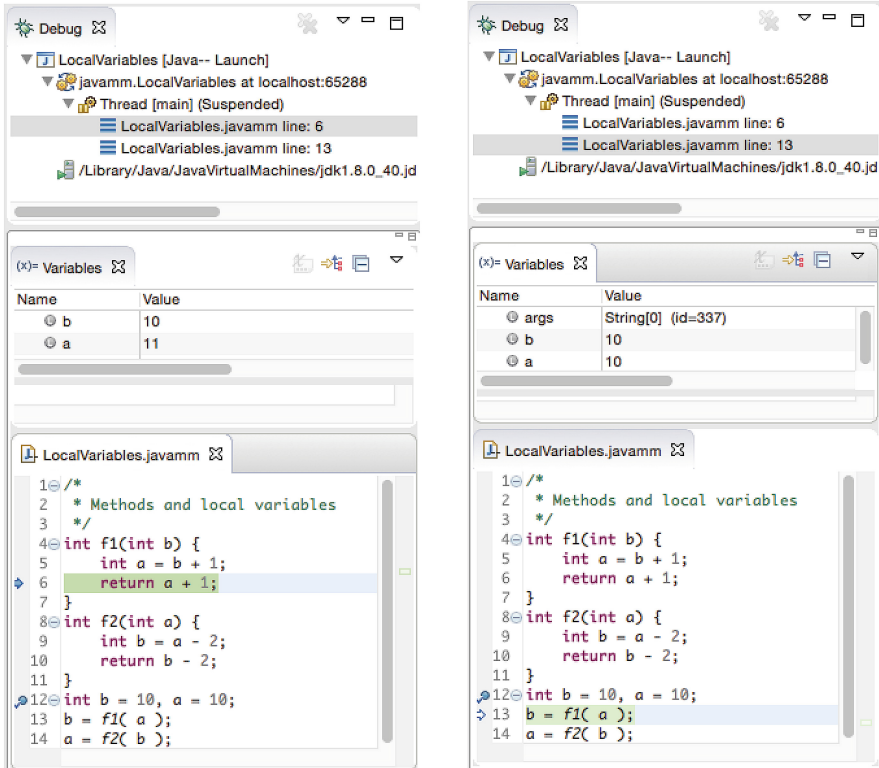 Debug
LocalVariables [Java-- Launch]
javamm.LocalVariables at localhost:65288
Thread [main] (Suspended)
LocalVariables.javamm line: 6
LocalVariables.javamm line: 13
/Library/Java/JavaVirtualMachines/jdk1.8.0_40.jd
(x)= Variables
Name Value
b 10
a 11
LocalVariables.javamm
1 /*
2  * Methods and local variables
3  */
4 int f1(int b) {
5     int a = b + 1;
6     return a + 1;
7 }
8 int f2(int a) {
9     int b = a - 2;
10     return b - 2;
11 }
12 int b = 10, a = 10;
13 b = f1( a );
14 a = f2( b );
Debug
LocalVariables [Java-- Launch]
javamm.LocalVariables at localhost:65288
Thread [main] (Suspended)
LocalVariables.javamm line: 6
LocalVariables.javamm line: 13
/Library/Java/JavaVirtualMachines/jdk1.8.0_40.jd
(x)= Variables
Name Value
args String[0] (id=337)
b 10
a 10
LocalVariables.javamm
1 /*
2  * Methods and local variables
3  */
4 int f1(int b) {
5     int a = b + 1;
6     return a + 1;
7 }
8 int f2(int a) {
9     int b = a - 2;
10     return b - 2;
11 }
12 int b = 10, a = 10;
13 b = f1( a );
14 a = f2( b );